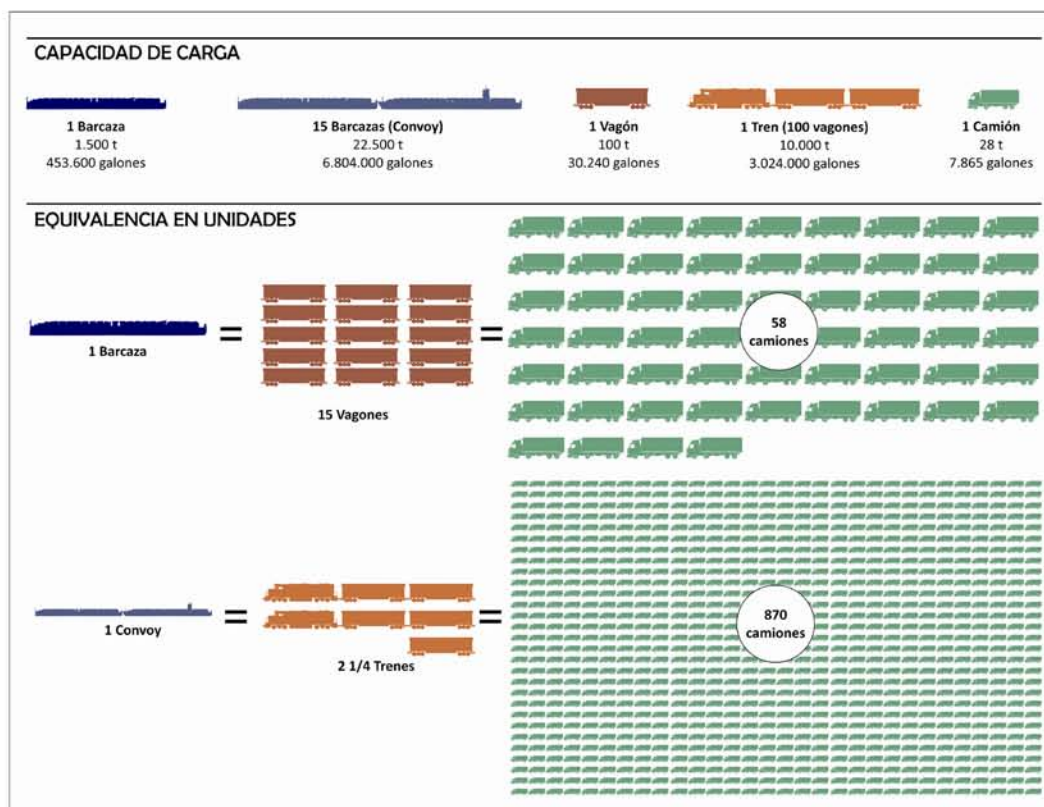 CAPACIDAD DE CARGA
1 Barcaza
1.500 t
453.600 galones
15 Barcazas (Convoy)
22.500 t
6.804.000 galones
1 Vagón
100 t
30.240 galones
1 Tren (100 vagones)
10.000 t
3.024.000 galones
1 Camión
28 t
7.865 galones
EQUIVALENCIA EN UNIDADES
1 Barcaza
=
15 Vagones
=
58
camiones
1 Convoy
=
2 1/4 Trenes
=
870
camiones